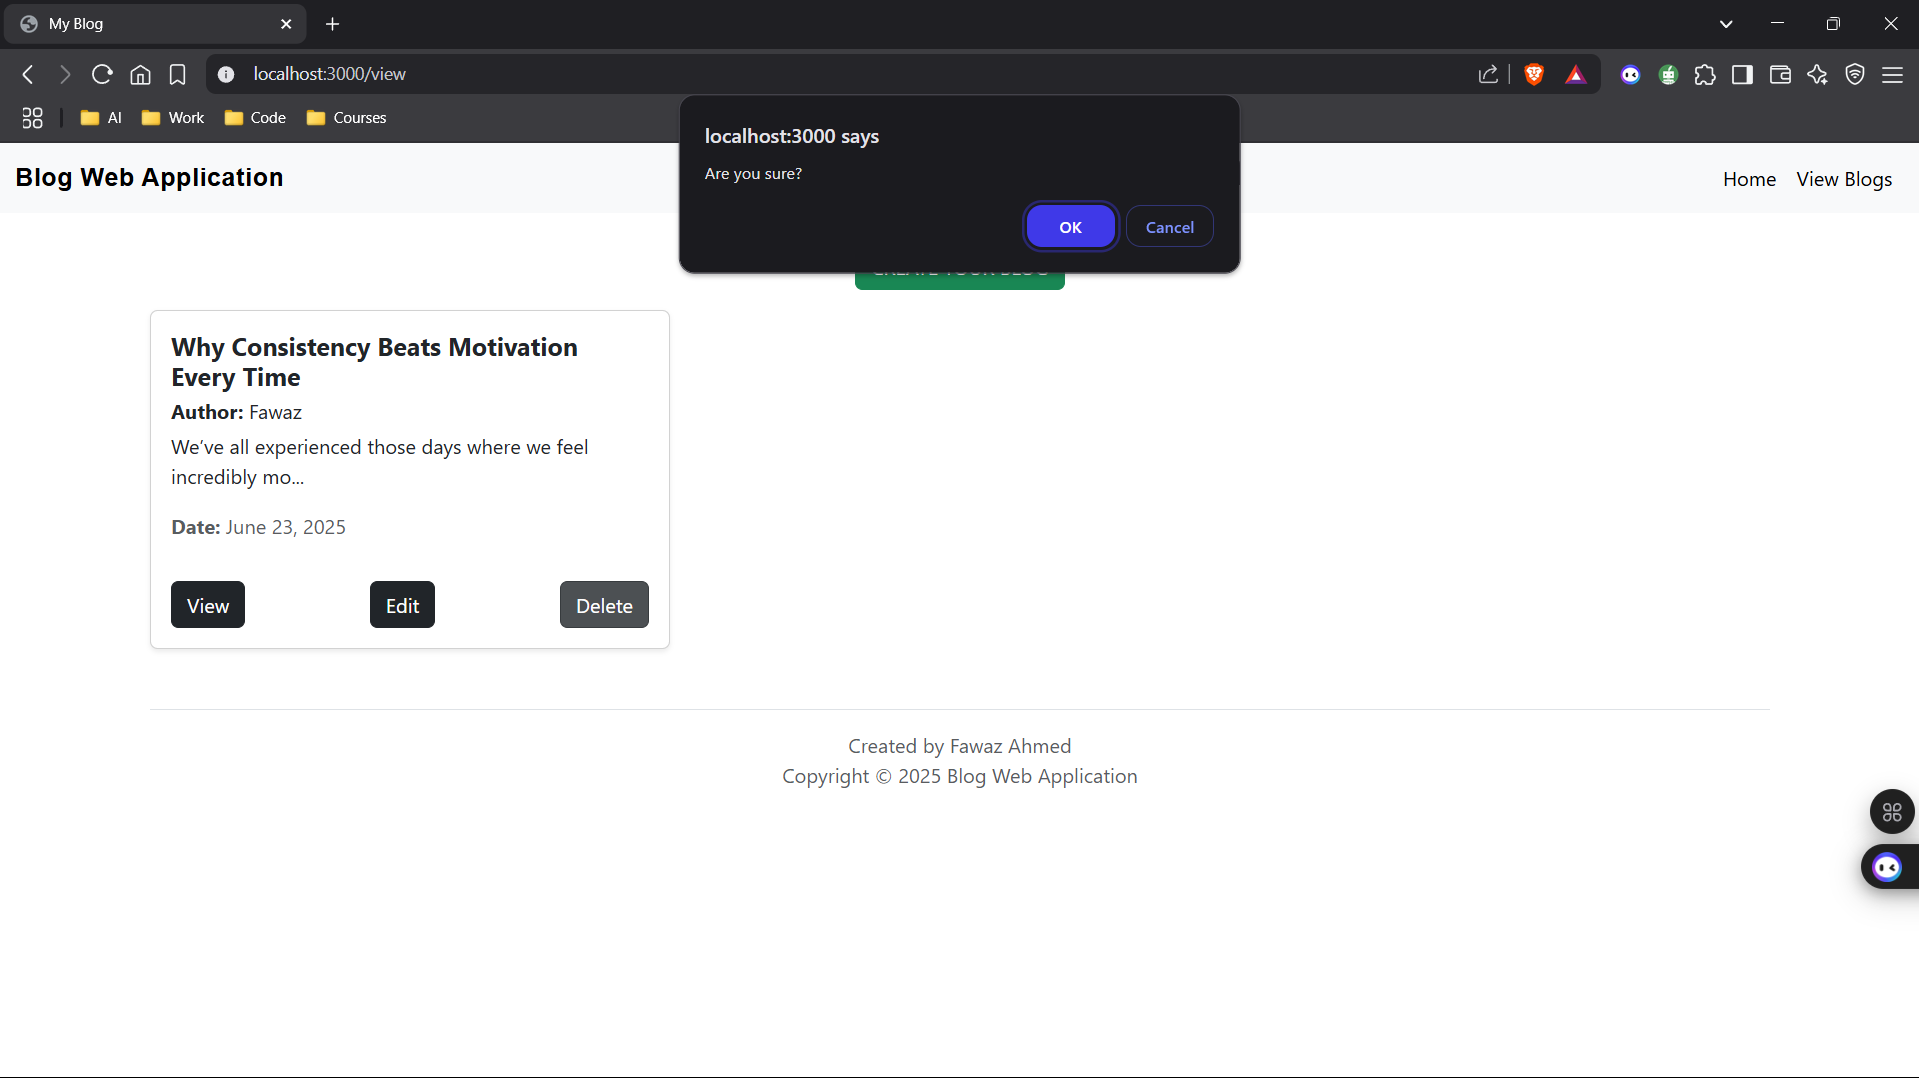 My Blog
localhost:3000/view
AI Work Code Courses
localhost:3000 says
Are you sure?
OK Cancel
Blog Web Application
Home View Blogs
CREATE YOUR BLOG
Why Consistency Beats Motivation
Every Time
Author: Fawaz
We’ve all experienced those days where we feel
incredibly mo...
Date: June 23, 2025
View Edit Delete
Created by Fawaz Ahmed
Copyright © 2025 Blog Web Application